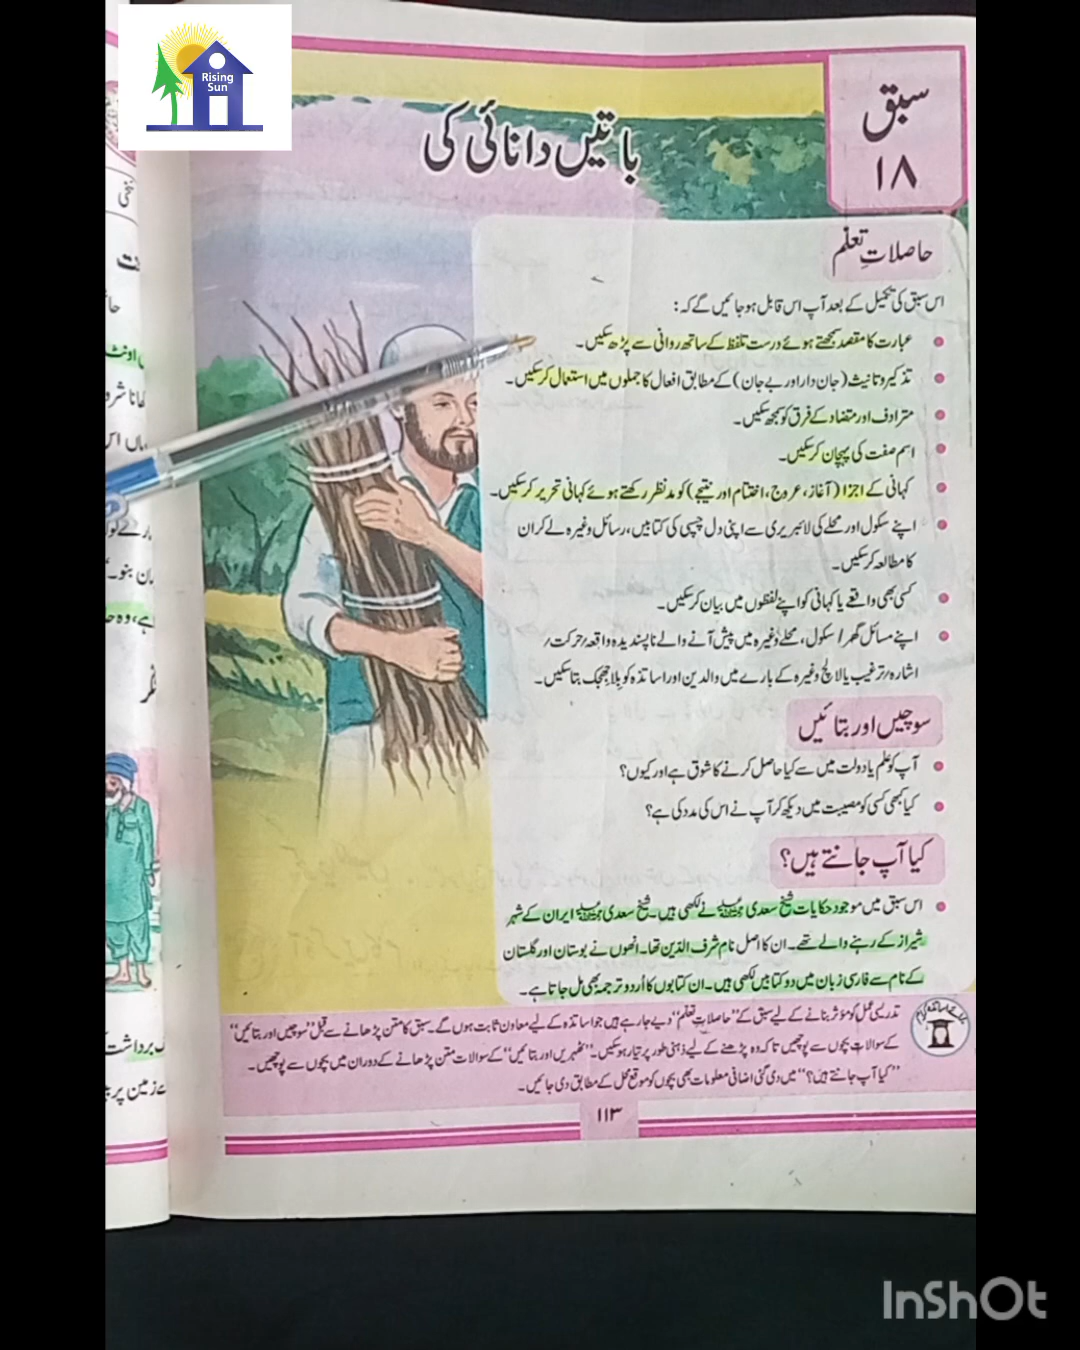 Rising
Sun
سبق
۱۸
باتیں دانائی کی
حاصلاتِ تعلم
اس سبق کی تکمیل کے بعد آپ اس قابل ہو جائیں گے کہ:
عبارت کا مقصد سمجھتے ہوئے درست تلفظ کے ساتھ روانی سے پڑھ سکیں۔
تذکیر و تانیث (جان دار اور بے جان) کے مطابق افعال کا جملوں میں استعمال کر سکیں۔
مترادف اور متضاد کے فرق کو سمجھ سکیں۔
اسم صفت کی پہچان کر سکیں۔
کہانی کے اجزا (آغاز، عروج، اختتام اور نتیجے) کو مدنظر رکھتے ہوئے کہانی تحریر کر سکیں۔
اپنے سکول اور محلے کی لائبریری سے اپنی دل چسپی کی کتابیں، رسائل وغیرہ لے کر ان
کا مطالعہ کر سکیں۔
کسی بھی واقعے یا کہانی کو اپنے لفظوں میں بیان کر سکیں۔
اپنے مسائل گھر/ سکول، محلے وغیرہ میں پیش آنے والے ناپسندیدہ واقعہ/ حرکت/
اشارہ/ ترغیب یا لالچ وغیرہ کے بارے میں والدین اور اساتذہ کو بلا جھجک بتا سکیں۔
سوچیں اور بتائیں
آپ کو علم یا دولت میں سے کیا حاصل کرنے کا شوق ہے اور کیوں؟
کیا کبھی کسی کو مصیبت میں دیکھ کر آپ نے اس کی مدد کی ہے؟
کیا آپ جانتے ہیں؟
اس سبق میں موجود حکایات شیخ سعدی نے لکھی ہیں۔ شیخ سعدی ایران کے شہر
شیراز کے رہنے والے تھے۔ ان کا اصل نام شرف الدین تھا۔ انھوں نے بوستان اور گلستان
کے نام سے فارسی زبان میں دو کتابیں لکھی ہیں۔ ان کتابوں کا اُردو ترجمہ بھی مل جاتا ہے۔
تدریسی عمل کو مؤثر بنانے کے لیے سبق کے ”حاصلاتِ تعلم“ دیے جا رہے ہیں جو اساتذہ کے لیے معاون ثابت ہوں گے۔ سبق کا متن پڑھانے سے قبل ”سوچیں اور بتائیں“
کے سوالات بچوں سے پوچھیں تاکہ وہ پڑھنے کے لیے ذہنی طور پر تیار ہو سکیں۔ ”ٹھہریں اور بتائیں“ کے سوالات متن پڑھانے کے دوران میں بچوں سے پوچھیں۔
”کیا آپ جانتے ہیں؟“ میں دی گئی اضافی معلومات بھی بچوں کو موقع محل کے مطابق دی جائیں۔
۱۱۳
InShOt